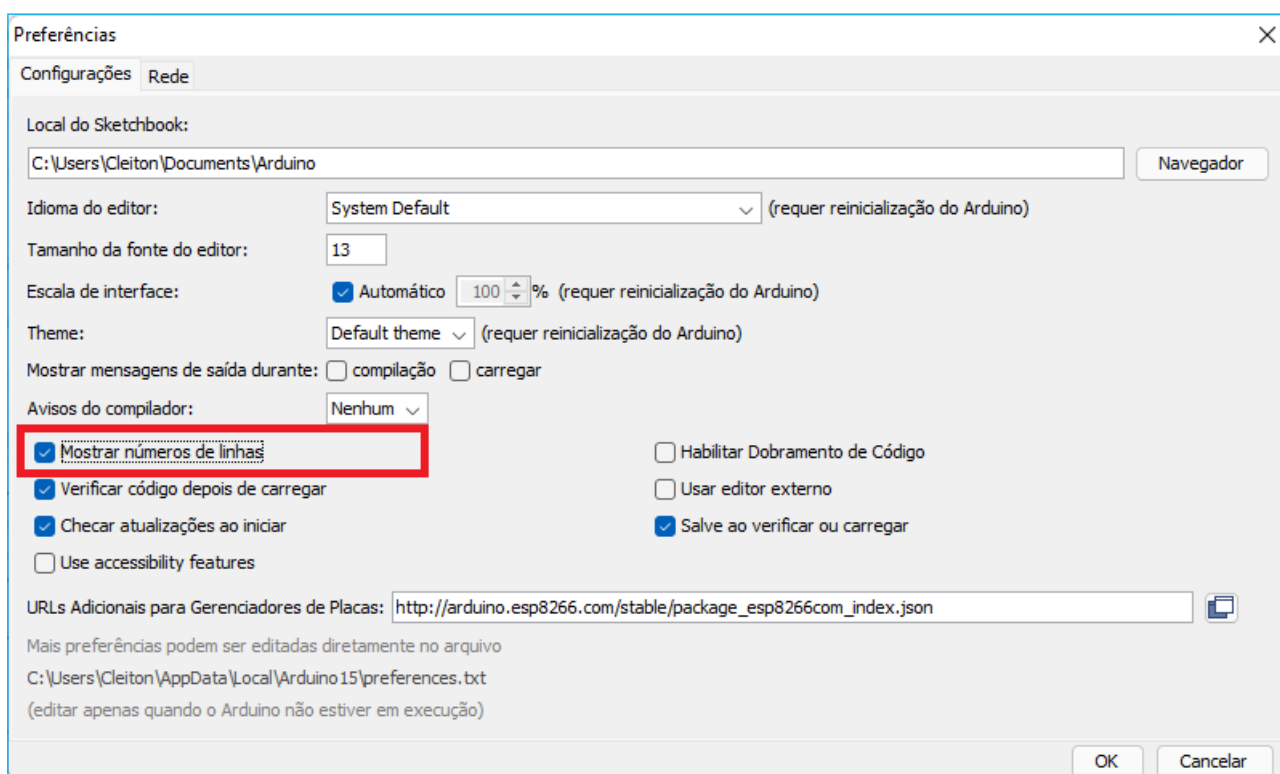 Preferências
Configurações Rede
Local do Sketchbook:
C:\Users\Cleiton\Documents\Arduino Navegador
Idioma do editor: System Default (requer reinicialização do Arduino)
Tamanho da fonte do editor: 13
Escala de interface: Automático 100 % (requer reinicialização do Arduino)
Theme: Default theme (requer reinicialização do Arduino)
Mostrar mensagens de saída durante: compilação carregar
Avisos do compilador: Nenhum
Mostrar números de linhas Habilitar Dobramento de Código
Verificar código depois de carregar Usar editor externo
Checar atualizações ao iniciar Salve ao verificar ou carregar
Use accessibility features
URLs Adicionais para Gerenciadores de Placas: http://arduino.esp8266.com/stable/package_esp8266com_index.json
Mais preferências podem ser editadas diretamente no arquivo
C:\Users\Cleiton\AppData\Local\Arduino15\preferences.txt
(editar apenas quando o Arduino não estiver em execução)
OK Cancelar